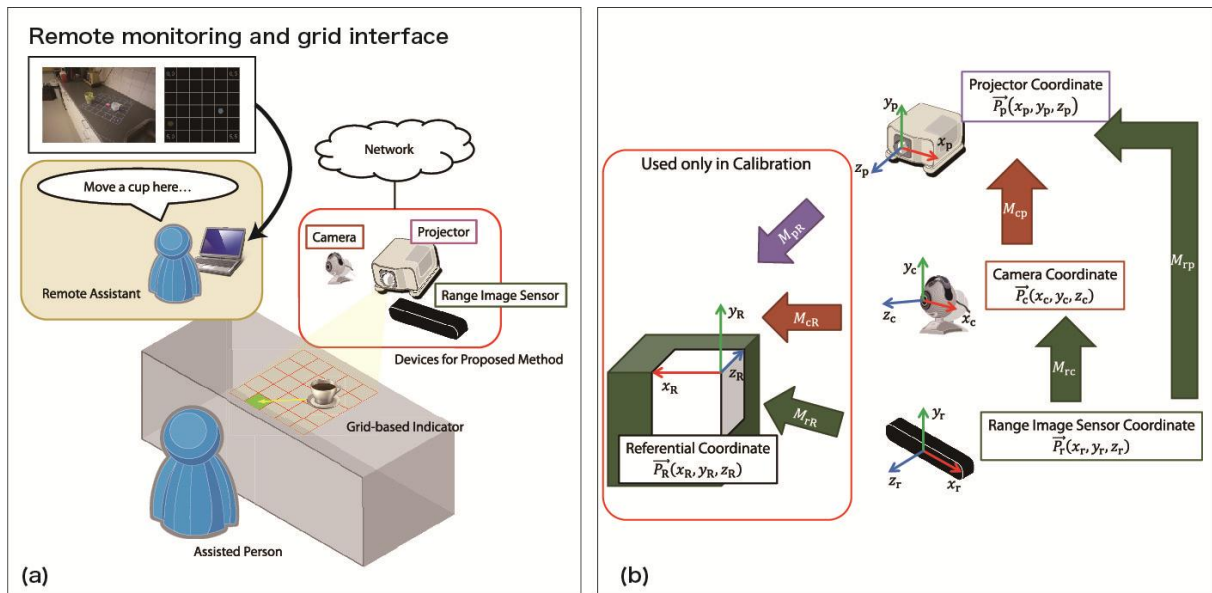 Remote monitoring and grid interface
Network
Move a cup here…
Camera
Projector
Range Image Sensor
Remote Assistant
Devices for Proposed Method
Grid-based Indicator
Assisted Person
(a)
Projector Coordinate
P⃗p(xp, yp, zp)
yp
xp
zp
Used only in Calibration
MpR
Mcp
Mrp
Camera Coordinate
P⃗c(xc, yc, zc)
yc
zc
xc
yR
McR
xR
zR
Mrc
MrR
Referential Coordinate
P⃗R(xR, yR, zR)
Range Image Sensor Coordinate
P⃗r(xr, yr, zr)
yr
zr
xr
(b)